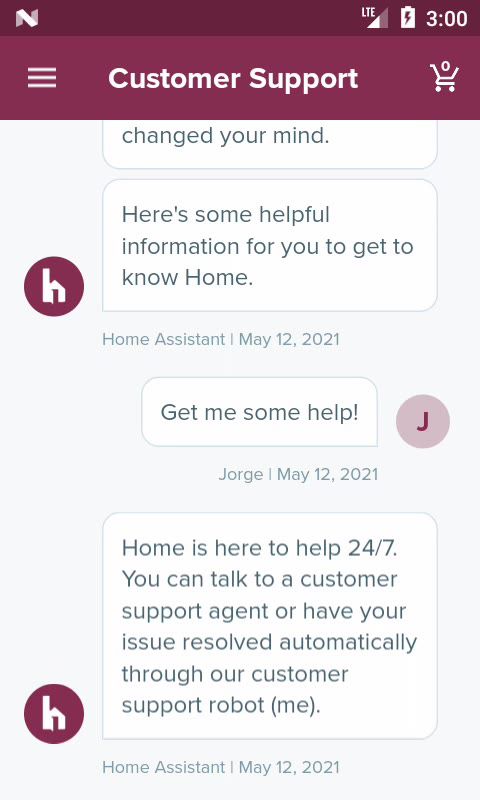 LTE 3:00
Customer Support 0
changed your mind.
Here's some helpful
information for you to get to
know Home.
h
Home Assistant | May 12, 2021
Get me some help!
J
Jorge | May 12, 2021
Home is here to help 24/7.
You can talk to a customer
support agent or have your
issue resolved automatically
through our customer
support robot (me).
h
Home Assistant | May 12, 2021